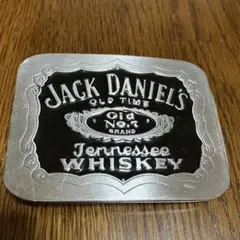 JACK DANIEL'S
OLD TIME
Old
No.7
BRAND
Tennessee
WHISKEY